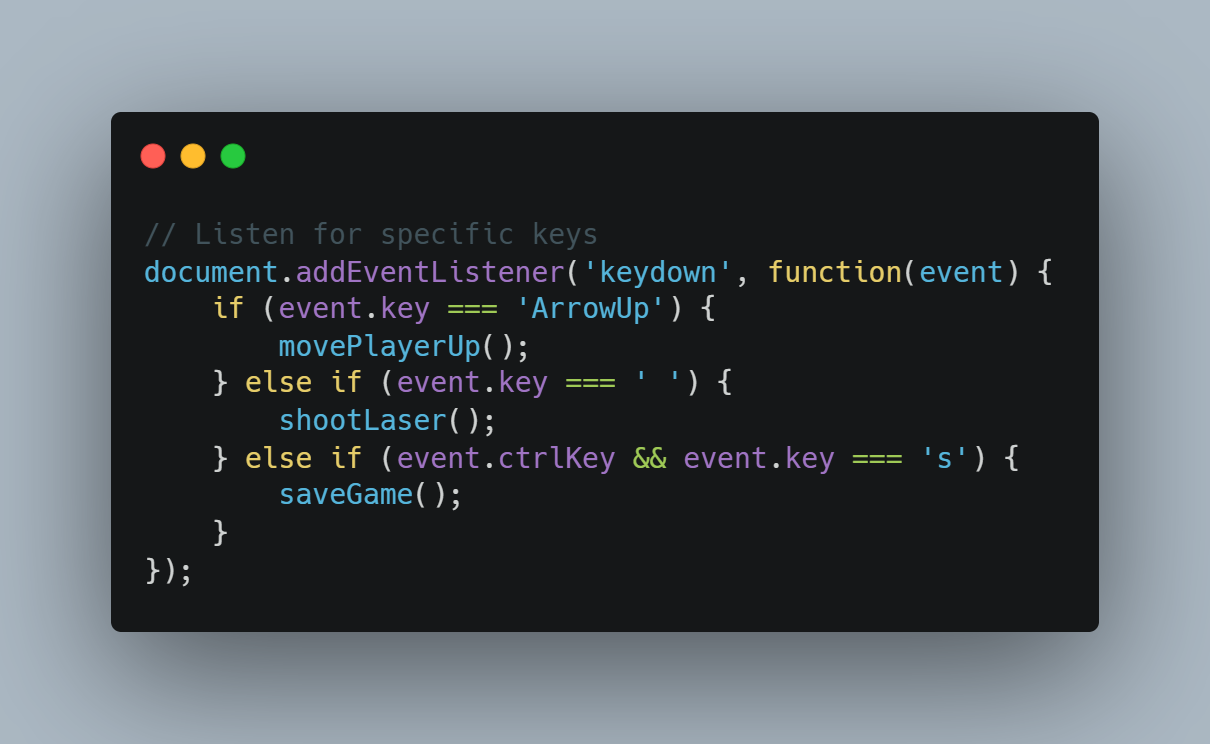 // Listen for specific keys
document.addEventListener('keydown', function(event) {
    if (event.key === 'ArrowUp') {
        movePlayerUp();
    } else if (event.key === ' ') {
        shootLaser();
    } else if (event.ctrlKey && event.key === 's') {
        saveGame();
    }
});